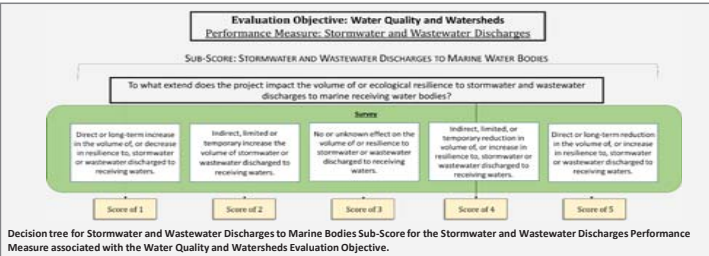 Evaluation Objective: Water Quality and Watersheds
Performance Measure: Stormwater and Wastewater Discharges
SUB-SCORE: STORMWATER AND WASTEWATER DISCHARGES TO MARINE WATER BODIES
To what extend does the project impact the volume of or ecological resilience to stormwater and wastewater
discharges to marine receiving water bodies?
Survey
Direct or long-term increase
in the volume of, or decrease
in resilience to, stormwater
or wastewater discharged to
receiving waters.
Indirect, limited or
temporary increase the
volume of stormwater or
wastewater discharged to
receiving waters.
No or unknown effect on the
volume of or resilience to
stormwater or wastewater
discharged to receiving
waters.
Indirect, limited, or
temporary reduction in
volume of, or increase in
resilience to, stormwater or
wastewater discharged to
receiving waters.
Direct or long-term reduction
in the volume of, or increase
in resilience to, stormwater
or wastewater discharged to
receiving waters.
Score of 1
Score of 2
Score of 3
Score of 4
Score of 5
Decision tree for Stormwater and Wastewater Discharges to Marine Bodies Sub-Score for the Stormwater and Wastewater Discharges Performance
Measure associated with the Water Quality and Watersheds Evaluation Objective.